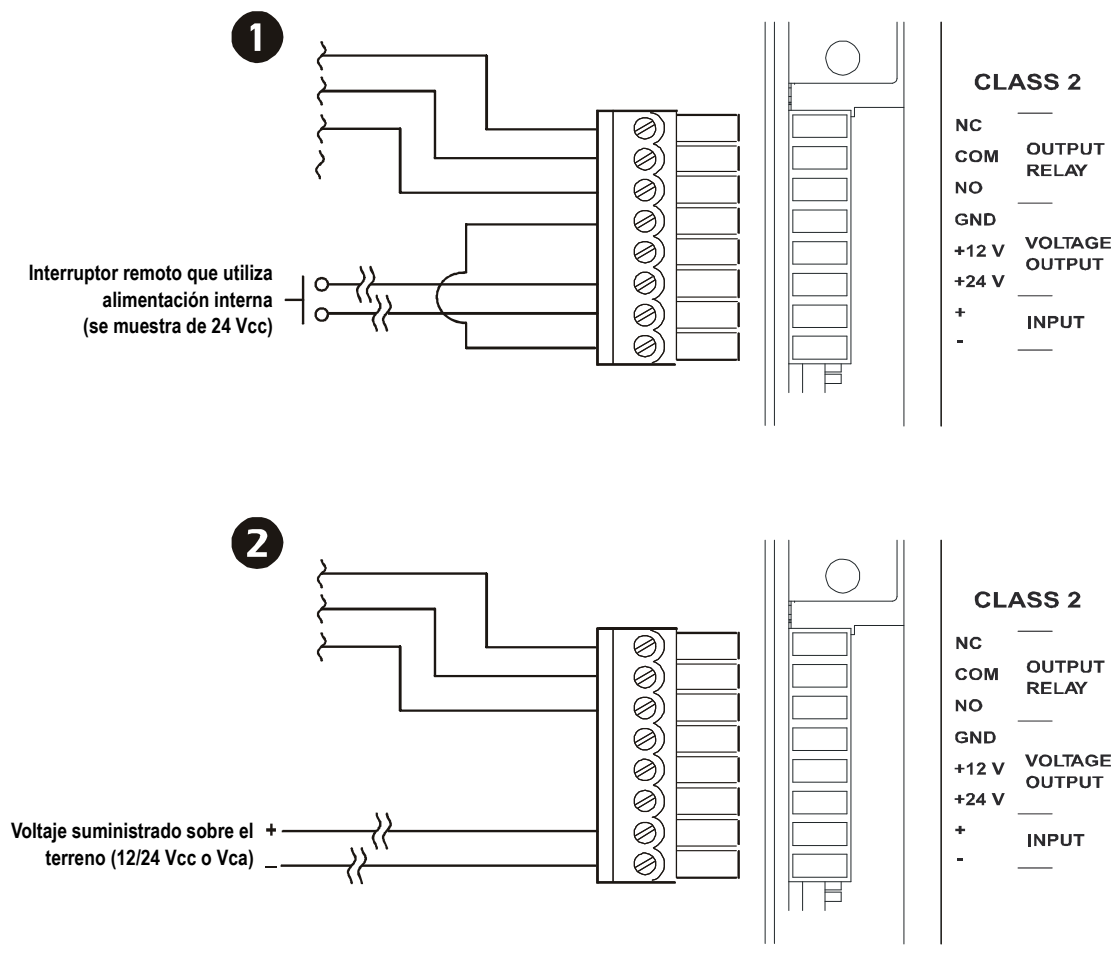 1
CLASS 2
NC
COM
NO
OUTPUT
RELAY
GND
+12 V
+24 V
VOLTAGE
OUTPUT
+
-
INPUT
Interruptor remoto que utiliza
alimentación interna
(se muestra de 24 Vcc)
2
CLASS 2
NC
COM
NO
OUTPUT
RELAY
GND
+12 V
+24 V
VOLTAGE
OUTPUT
+
-
INPUT
Voltaje suministrado sobre el +
terreno (12/24 Vcc o Vca) –